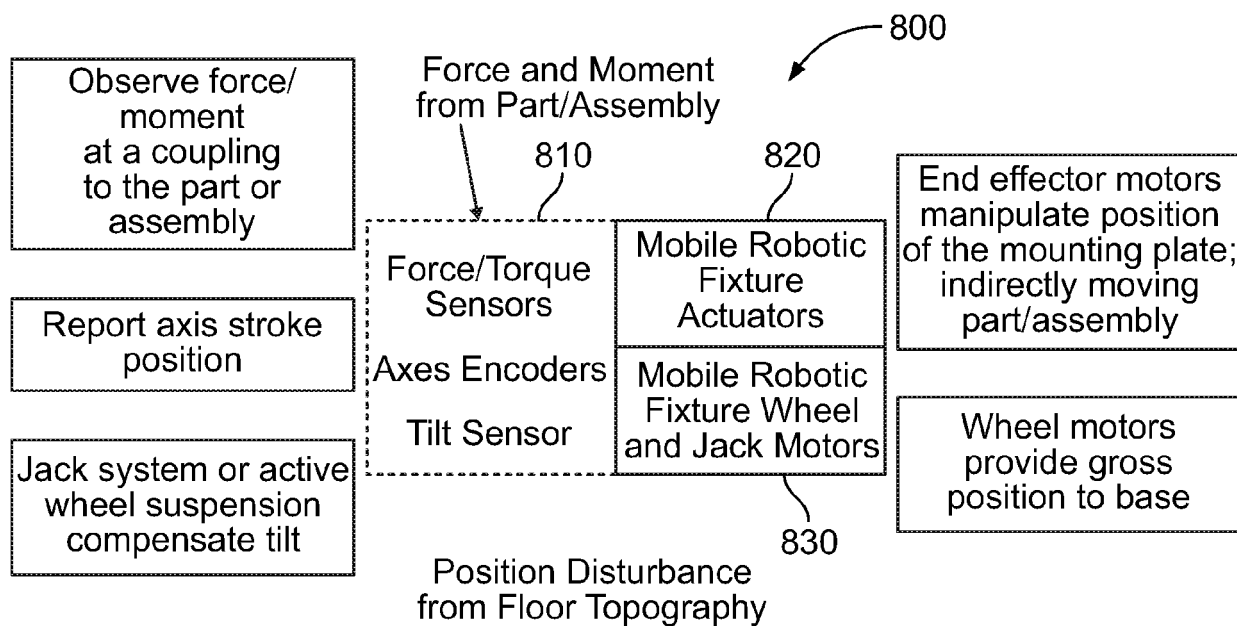 800
Observe force/
moment
at a coupling
to the part or
assembly
Report axis stroke
position
Jack system or active
wheel suspension
compensate tilt
Force and Moment
from Part/Assembly
810
Force/Torque
Sensors
Axes Encoders
Tilt Sensor
820
Mobile Robotic
Fixture
Actuators
Mobile Robotic
Fixture Wheel
and Jack Motors
830
End effector motors
manipulate position
of the mounting plate;
indirectly moving
part/assembly
Wheel motors
provide gross
position to base
Position Disturbance
from Floor Topography